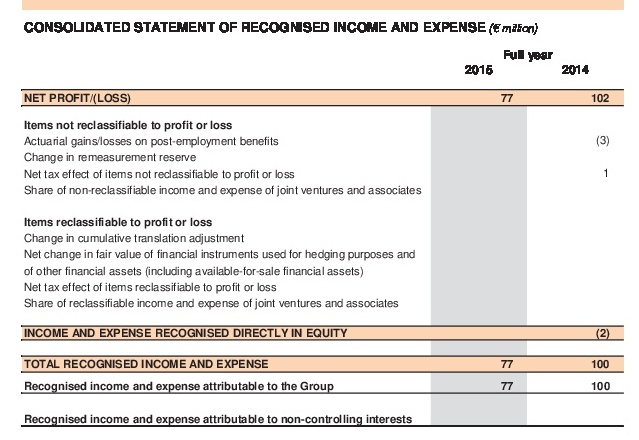 CONSOLIDATED STATEMENT OF RECOGNISED INCOME AND EXPENSE (€ million)
Full year
2015 2014
NET PROFIT/(LOSS) 77 102
Items not reclassifiable to profit or loss
Actuarial gains/losses on post-employment benefits (3)
Change in remeasurement reserve
Net tax effect of items not reclassifiable to profit or loss 1
Share of non-reclassifiable income and expense of joint ventures and associates
Items reclassifiable to profit or loss
Change in cumulative translation adjustment
Net change in fair value of financial instruments used for hedging purposes and
of other financial assets (including available-for-sale financial assets)
Net tax effect of items reclassifiable to profit or loss
Share of reclassifiable income and expense of joint ventures and associates
INCOME AND EXPENSE RECOGNISED DIRECTLY IN EQUITY (2)
TOTAL RECOGNISED INCOME AND EXPENSE 77 100
Recognised income and expense attributable to the Group 77 100
Recognised income and expense attributable to non-controlling interests